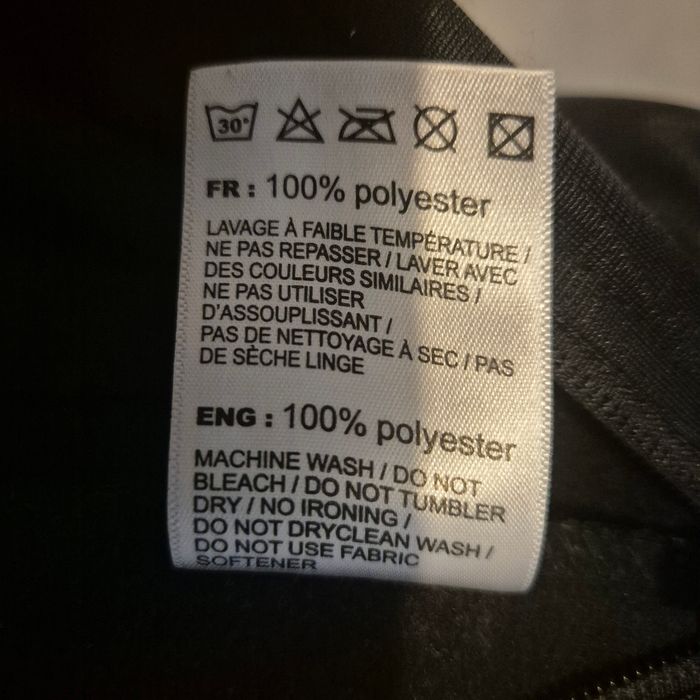 30°
FR : 100% polyester
LAVAGE À FAIBLE TEMPÉRATURE /
NE PAS REPASSER / LAVER AVEC
DES COULEURS SIMILAIRES /
NE PAS UTILISER
D'ASSOUPLISSANT /
PAS DE NETTOYAGE À SEC / PAS
DE SÈCHE LINGE
ENG : 100% polyester
MACHINE WASH / DO NOT
BLEACH / DO NOT TUMBLER
DRY / NO IRONING /
DO NOT DRYCLEAN WASH /
DO NOT USE FABRIC
SOFTENER